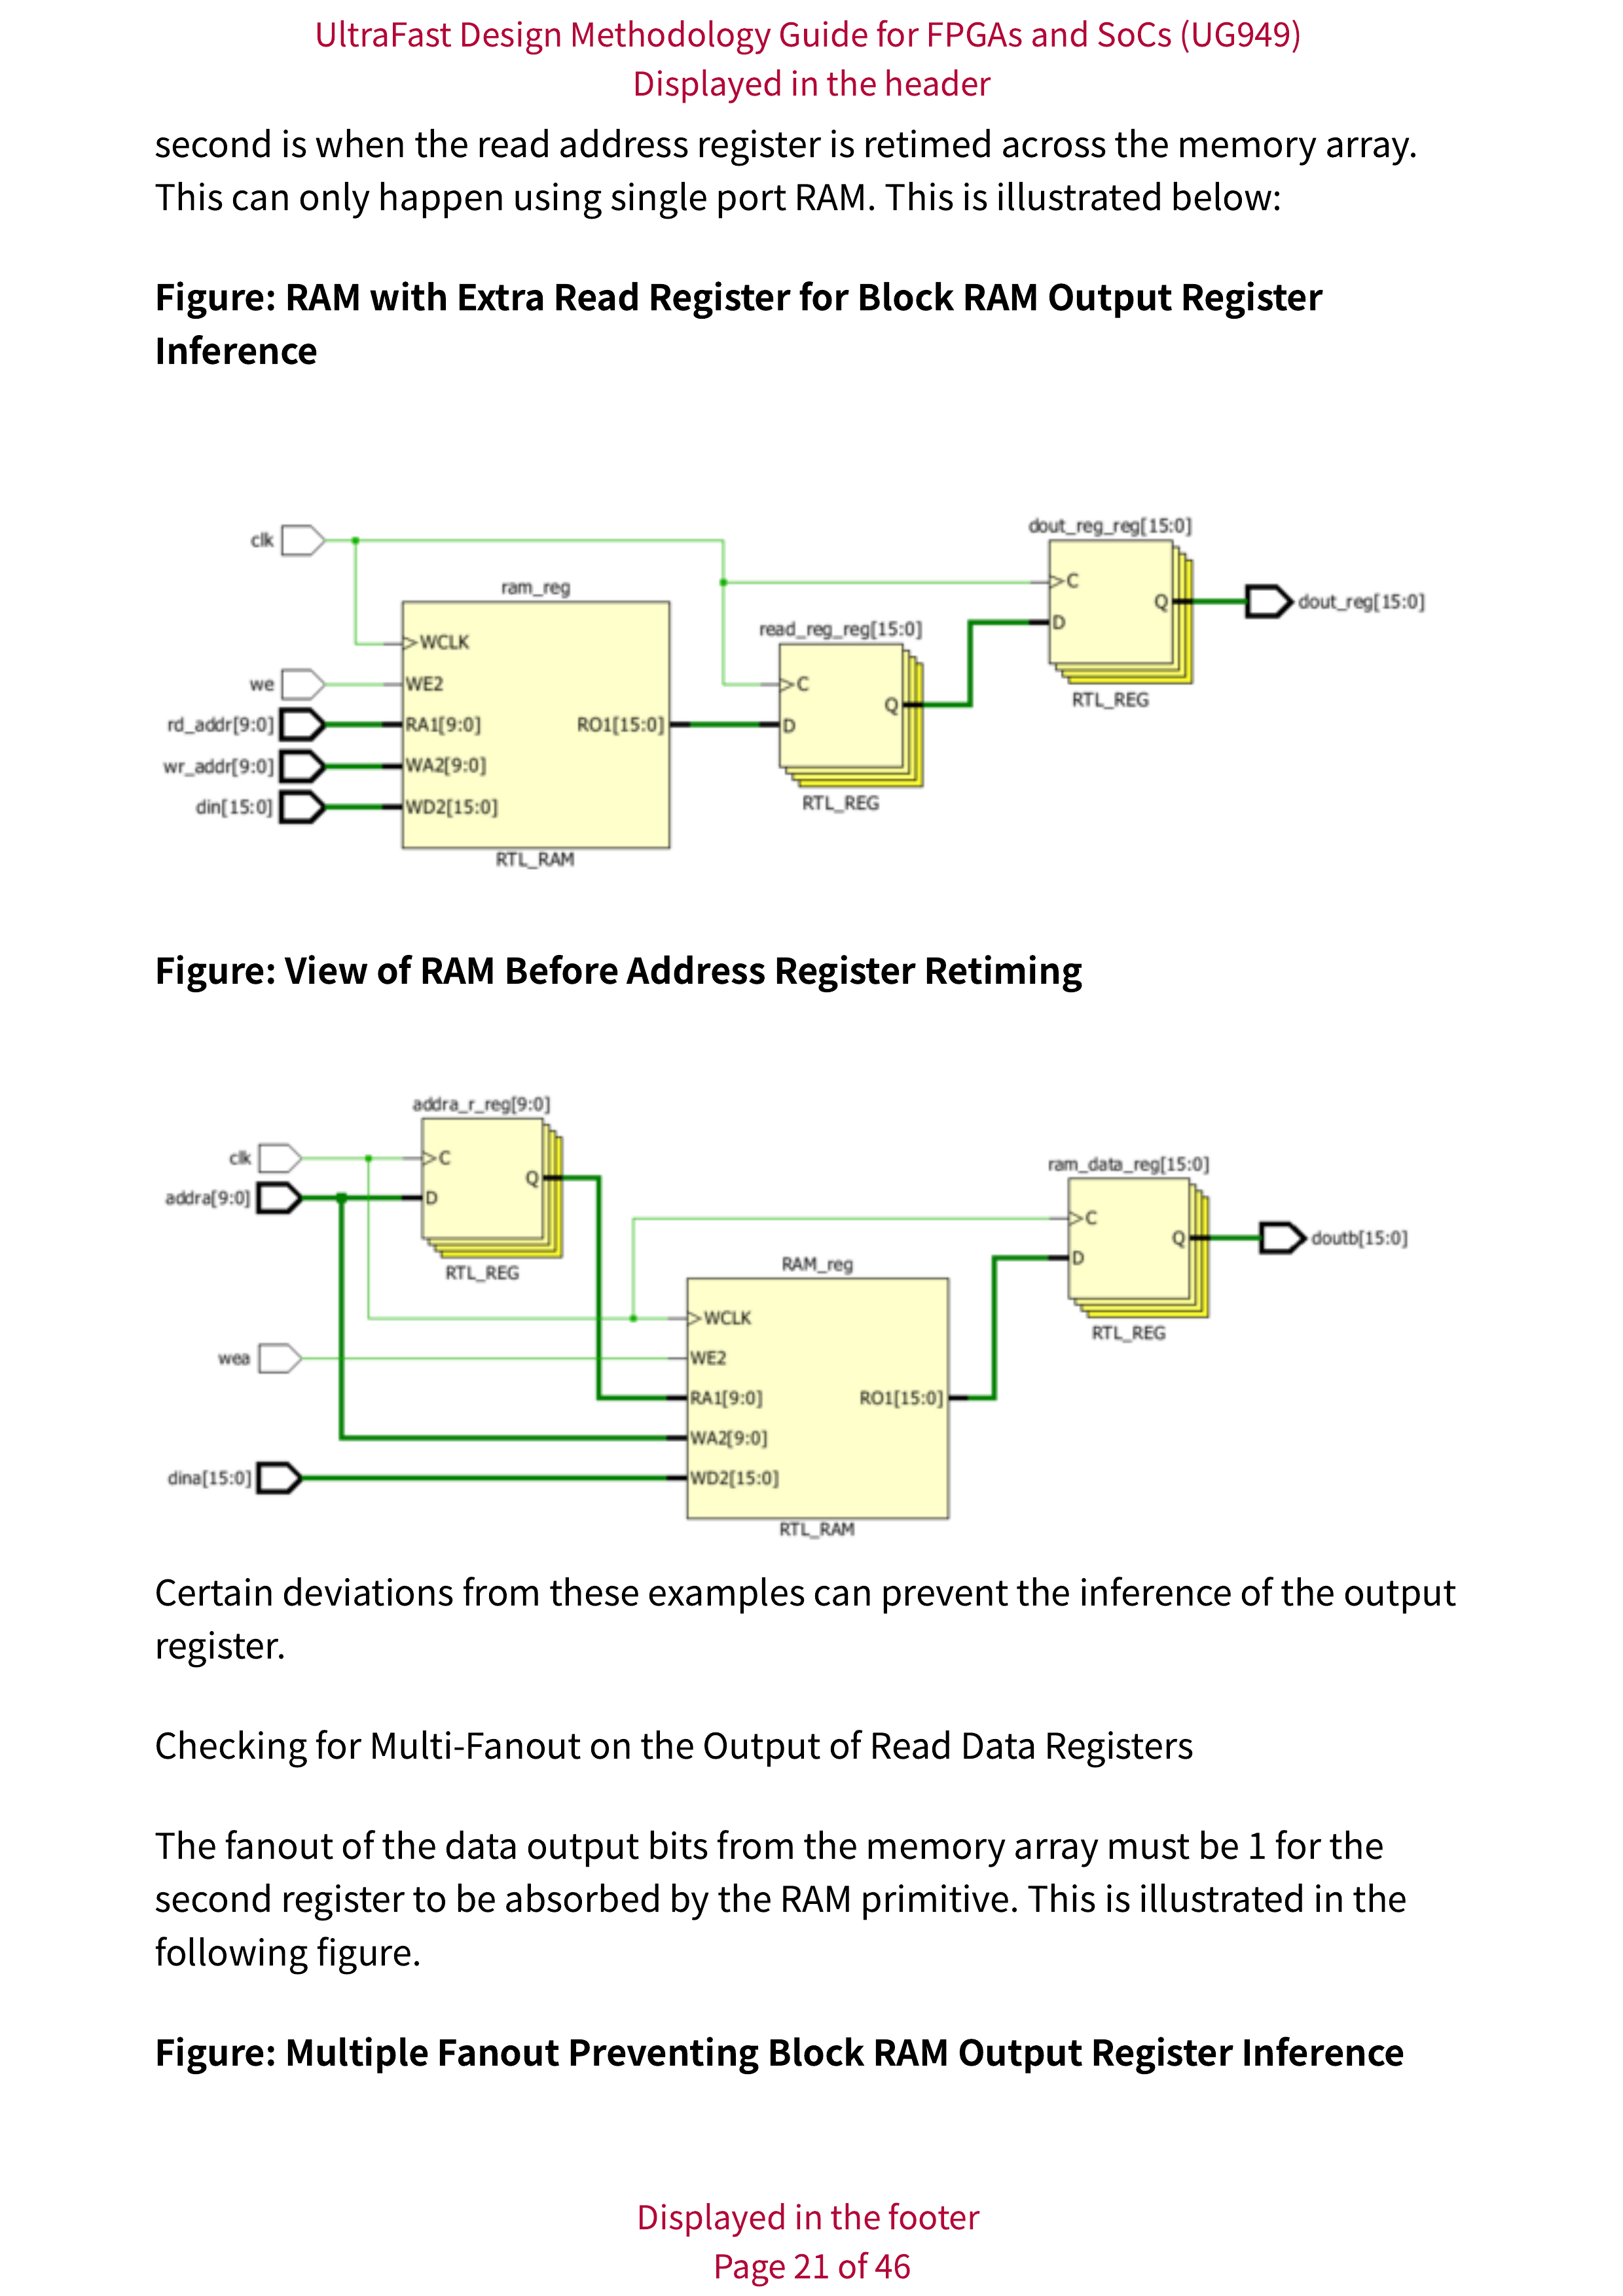 UltraFast Design Methodology Guide for FPGAs and SoCs (UG949)
Displayed in the header
second is when the read address register is retimed across the memory array.
This can only happen using single port RAM. This is illustrated below:
Figure: RAM with Extra Read Register for Block RAM Output Register
Inference
dout_reg_reg[15:0]
clk
C
ram_reg
Q
dout_reg[15:0]
D
read_reg_reg[15:0]
WCLK
we
WE2
C
RTL_REG
Q
rd_addr[9:0]
RA1[9:0]
RO1[15:0]
D
wr_addr[9:0]
WA2[9:0]
din[15:0]
WD2[15:0]
RTL_REG
RTL_RAM
Figure: View of RAM Before Address Register Retiming
addra_r_reg[9:0]
clk
C
ram_data_reg[15:0]
Q
addra[9:0]
D
C
Q
doutb[15:0]
D
RTL_REG
RAM_reg
WCLK
RTL_REG
wea
WE2
RA1[9:0]
RO1[15:0]
WA2[9:0]
dina[15:0]
WD2[15:0]
RTL_RAM
Certain deviations from these examples can prevent the inference of the output
register.
Checking for Multi-Fanout on the Output of Read Data Registers
The fanout of the data output bits from the memory array must be 1 for the
second register to be absorbed by the RAM primitive. This is illustrated in the
following figure.
Figure: Multiple Fanout Preventing Block RAM Output Register Inference
Displayed in the footer
Page 21 of 46